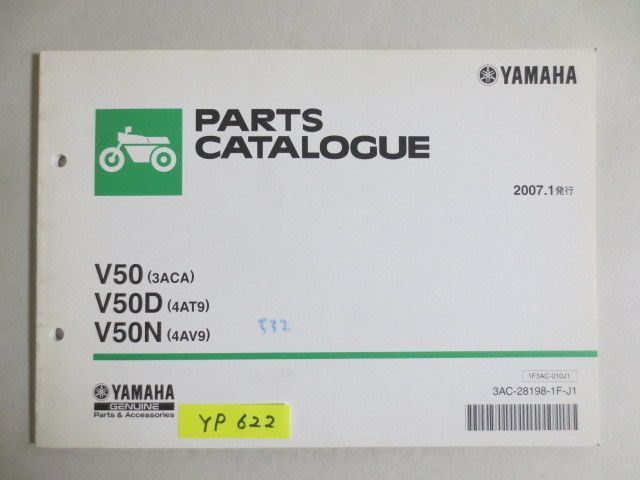 YAMAHA
PARTS
CATALOGUE
2007.1発行
V50 (3ACA)
V50D (4AT9)
V50N (4AV9)
1F3AC-010J1
3AC-28198-1F-J1
YAMAHA
GENUINE
Parts & Accessories
YP 622